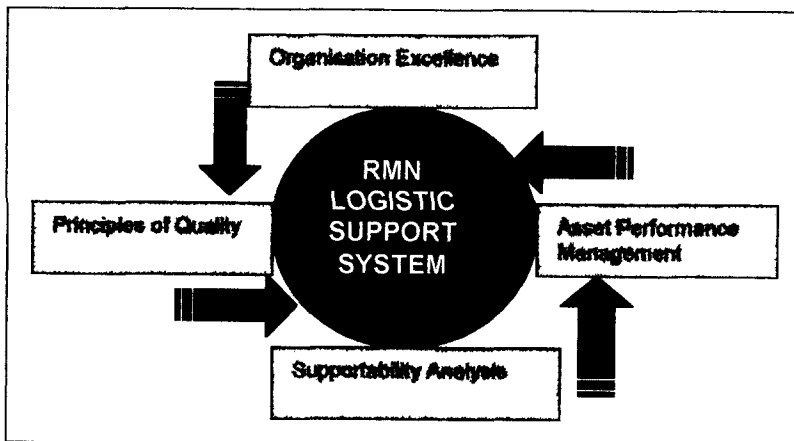 Organisation Excellence
RMN
LOGISTIC
SUPPORT
SYSTEM
Principles of Quality
Asset Performance
Management
Supportability Analysis